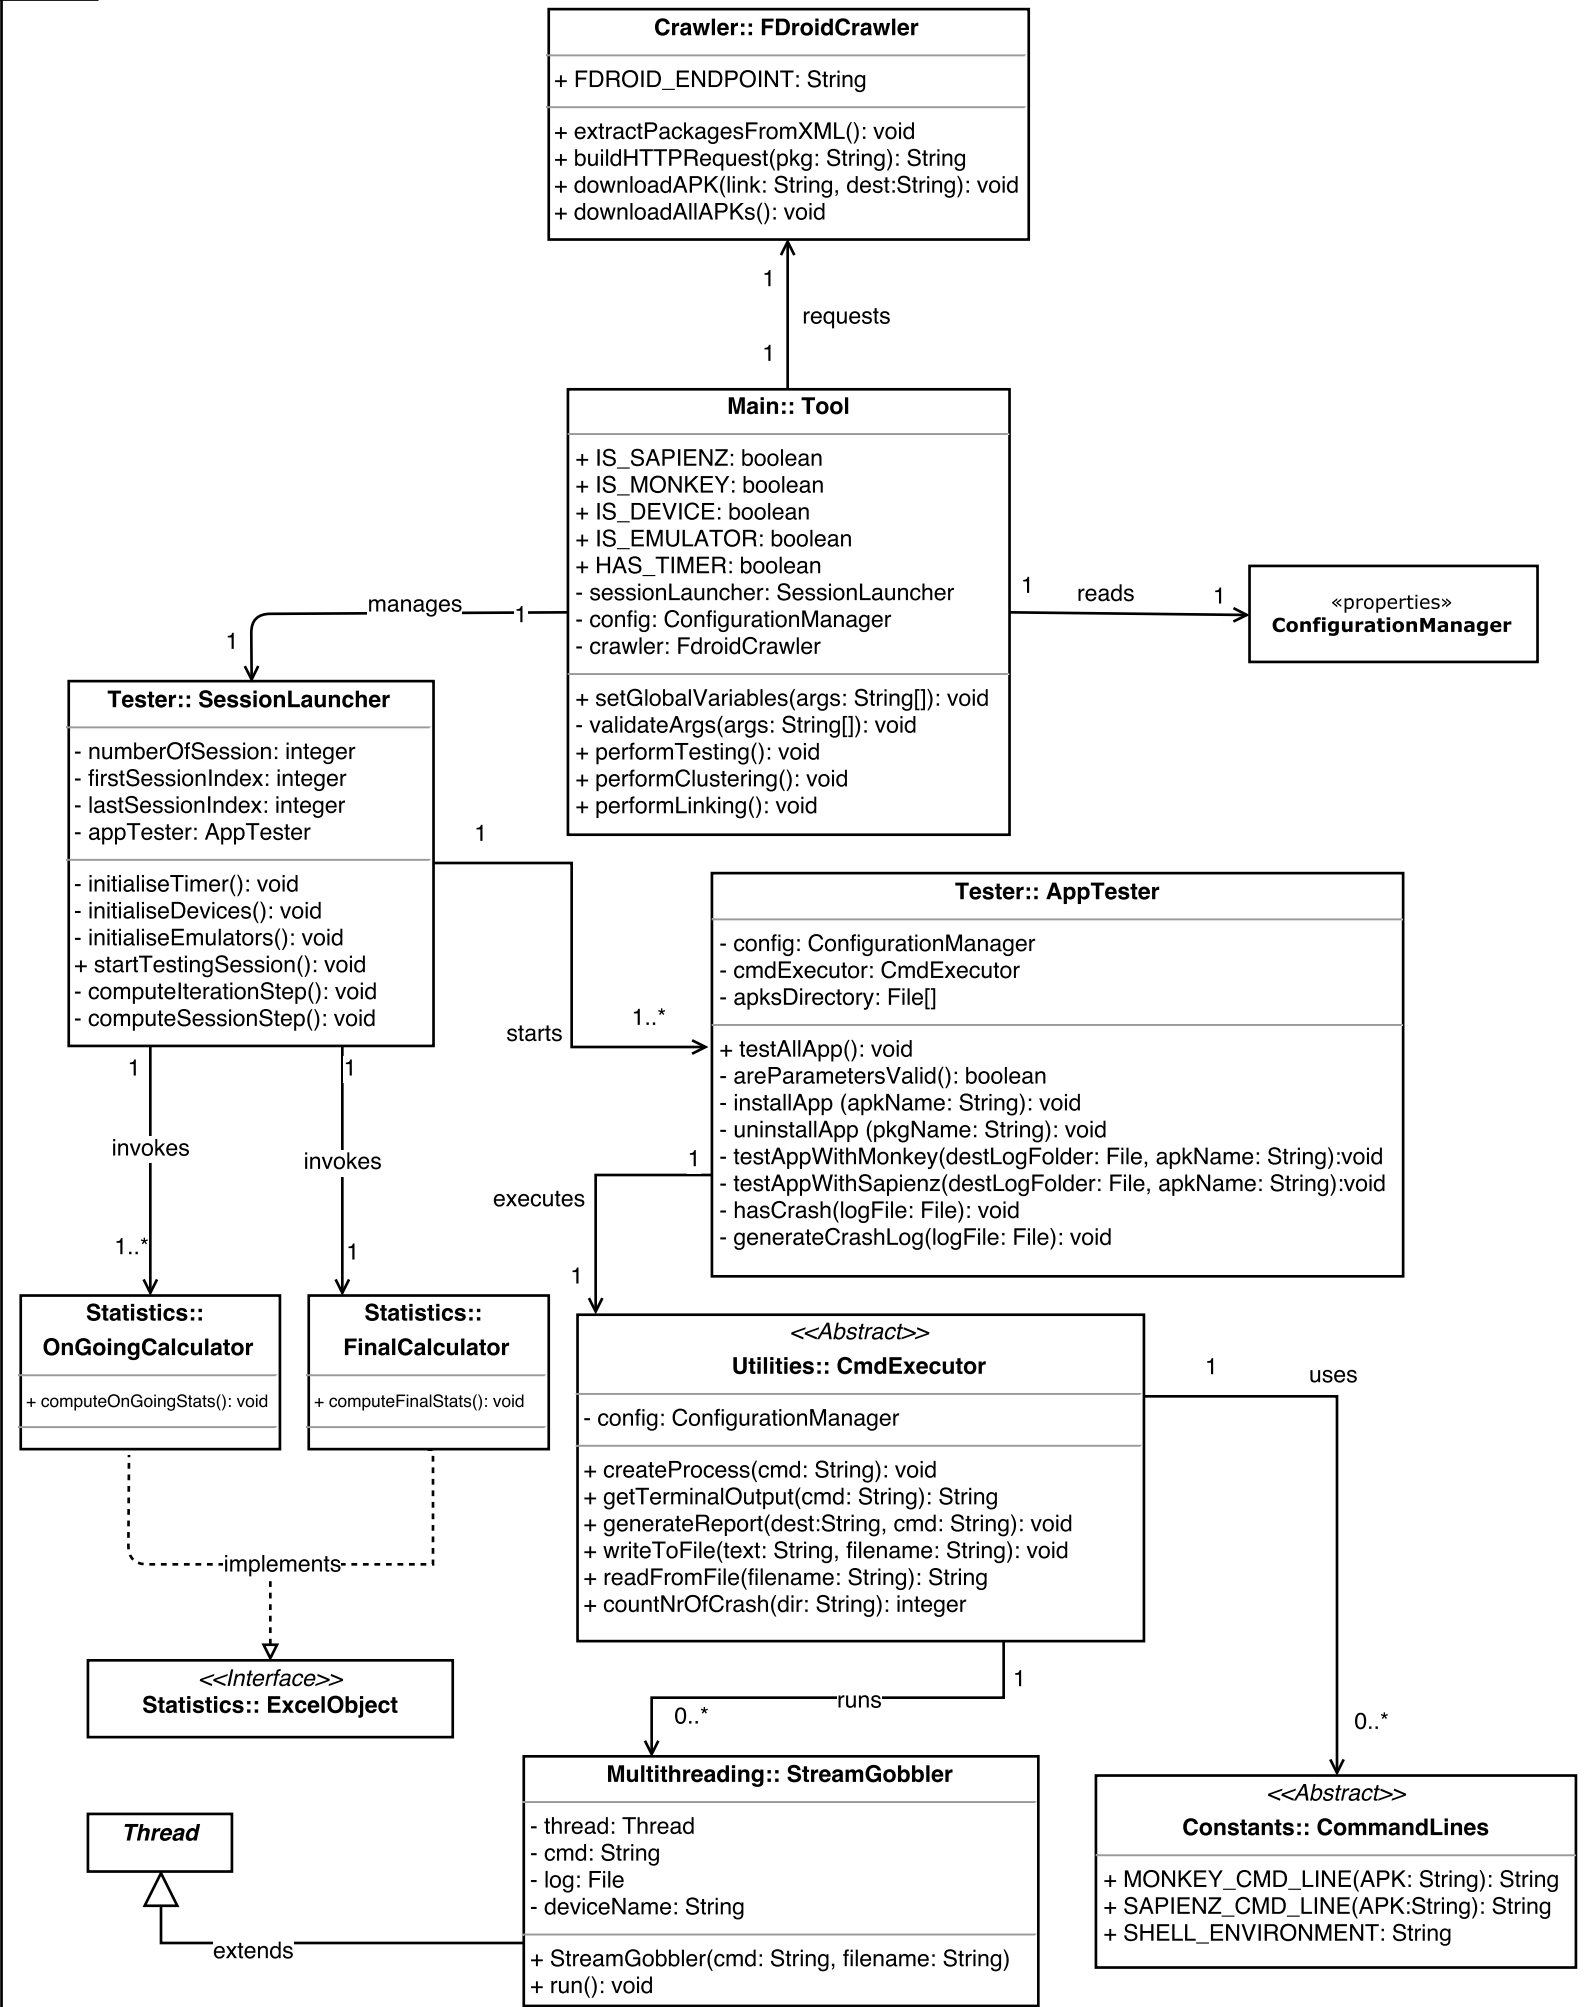 Crawler:: FDroidCrawler
+ FDROID_ENDPOINT: String
+ extractPackagesFromXML(): void
+ buildHTTPRequest(pkg: String): String
+ downloadAPK(link: String, dest:String): void
+ downloadAllAPKs(): void
1
requests
1
Main:: Tool
+ IS_SAPIENZ: boolean
+ IS_MONKEY: boolean
+ IS_DEVICE: boolean
+ IS_EMULATOR: boolean
+ HAS_TIMER: boolean
- sessionLauncher: SessionLauncher
- config: ConfigurationManager
- crawler: FdroidCrawler
+ setGlobalVariables(args: String[]): void
- validateArgs(args: String[]): void
+ performTesting(): void
+ performClustering(): void
+ performLinking(): void
1
reads
1
«properties»
ConfigurationManager
manages
1
1
Tester:: SessionLauncher
- numberOfSession: integer
- firstSessionIndex: integer
- lastSessionIndex: integer
- appTester: AppTester
- initialiseTimer(): void
- initialiseDevices(): void
- initialiseEmulators(): void
+ startTestingSession(): void
- computeIterationStep(): void
- computeSessionStep(): void
1
starts
1..*
Tester:: AppTester
- config: ConfigurationManager
- cmdExecutor: CmdExecutor
- apksDirectory: File[]
+ testAllApp(): void
- areParametersValid(): boolean
- installApp (apkName: String): void
- uninstallApp (pkgName: String): void
- testAppWithMonkey(destLogFolder: File, apkName: String):void
- testAppWithSapienz(destLogFolder: File, apkName: String):void
- hasCrash(logFile: File): void
- generateCrashLog(logFile: File): void
1
invokes
1..*
1
invokes
1
1
executes
1
Statistics::
OnGoingCalculator
+ computeOnGoingStats(): void
Statistics::
FinalCalculator
+ computeFinalStats(): void
implements
<<Interface>>
Statistics:: ExcelObject
<<Abstract>>
Utilities:: CmdExecutor
- config: ConfigurationManager
+ createProcess(cmd: String): void
+ getTerminalOutput(cmd: String): String
+ generateReport(dest:String, cmd: String): void
+ writeToFile(text: String, filename: String): void
+ readFromFile(filename: String): String
+ countNrOfCrash(dir: String): integer
1
uses
0..*
1
runs
0..*
Multithreading:: StreamGobbler
- thread: Thread
- cmd: String
- log: File
- deviceName: String
+ StreamGobbler(cmd: String, filename: String)
+ run(): void
Thread
extends
<<Abstract>>
Constants:: CommandLines
+ MONKEY_CMD_LINE(APK: String): String
+ SAPIENZ_CMD_LINE(APK:String): String
+ SHELL_ENVIRONMENT: String